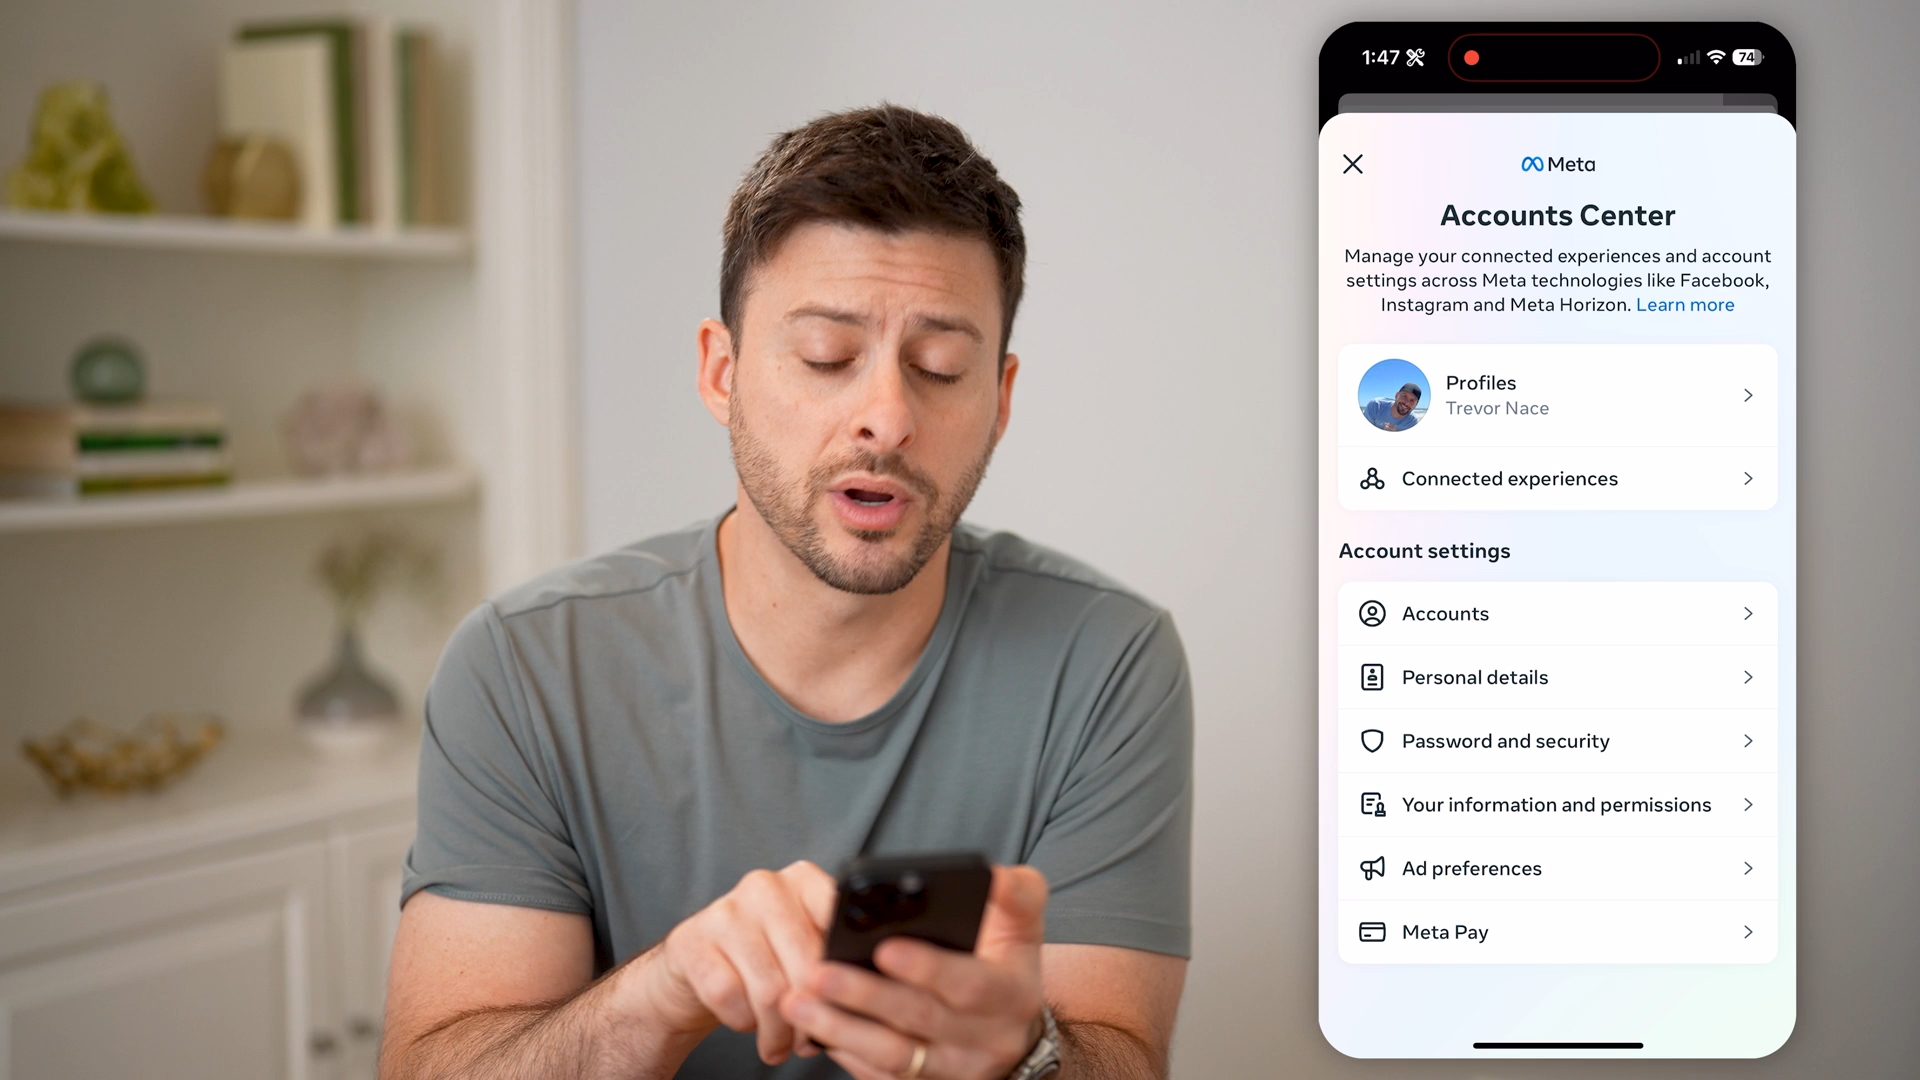 1:47
74
Meta
Accounts Center
Manage your connected experiences and account
settings across Meta technologies like Facebook,
Instagram and Meta Horizon. Learn more
Profiles
Trevor Nace
Connected experiences
Account settings
Accounts
Personal details
Password and security
Your information and permissions
Ad preferences
Meta Pay